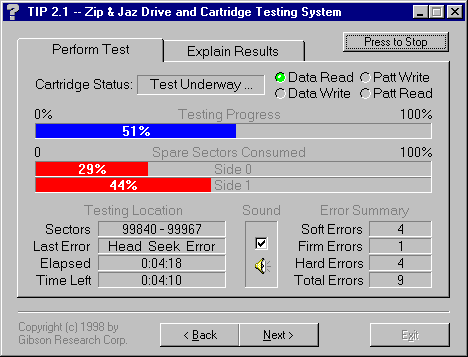 TIP 2.1 -- Zip & Jaz Drive and Cartridge Testing System
Perform Test
Explain Results
Press to Stop
Cartridge Status: Test Underway ...
Data Read Patt Write
Data Write Patt Read
0% Testing Progress 100%
51%
0 Spare Sectors Consumed 100%
29% Side 0
44% Side 1
Testing Location Sound Error Summary
Sectors 99840 - 99967 Soft Errors 4
Last Error Head Seek Error Firm Errors 1
Elapsed 0:04:18 Hard Errors 4
Time Left 0:04:10 Total Errors 9
Copyright (c) 1998 by
Gibson Research Corp.
< Back Next > Exit